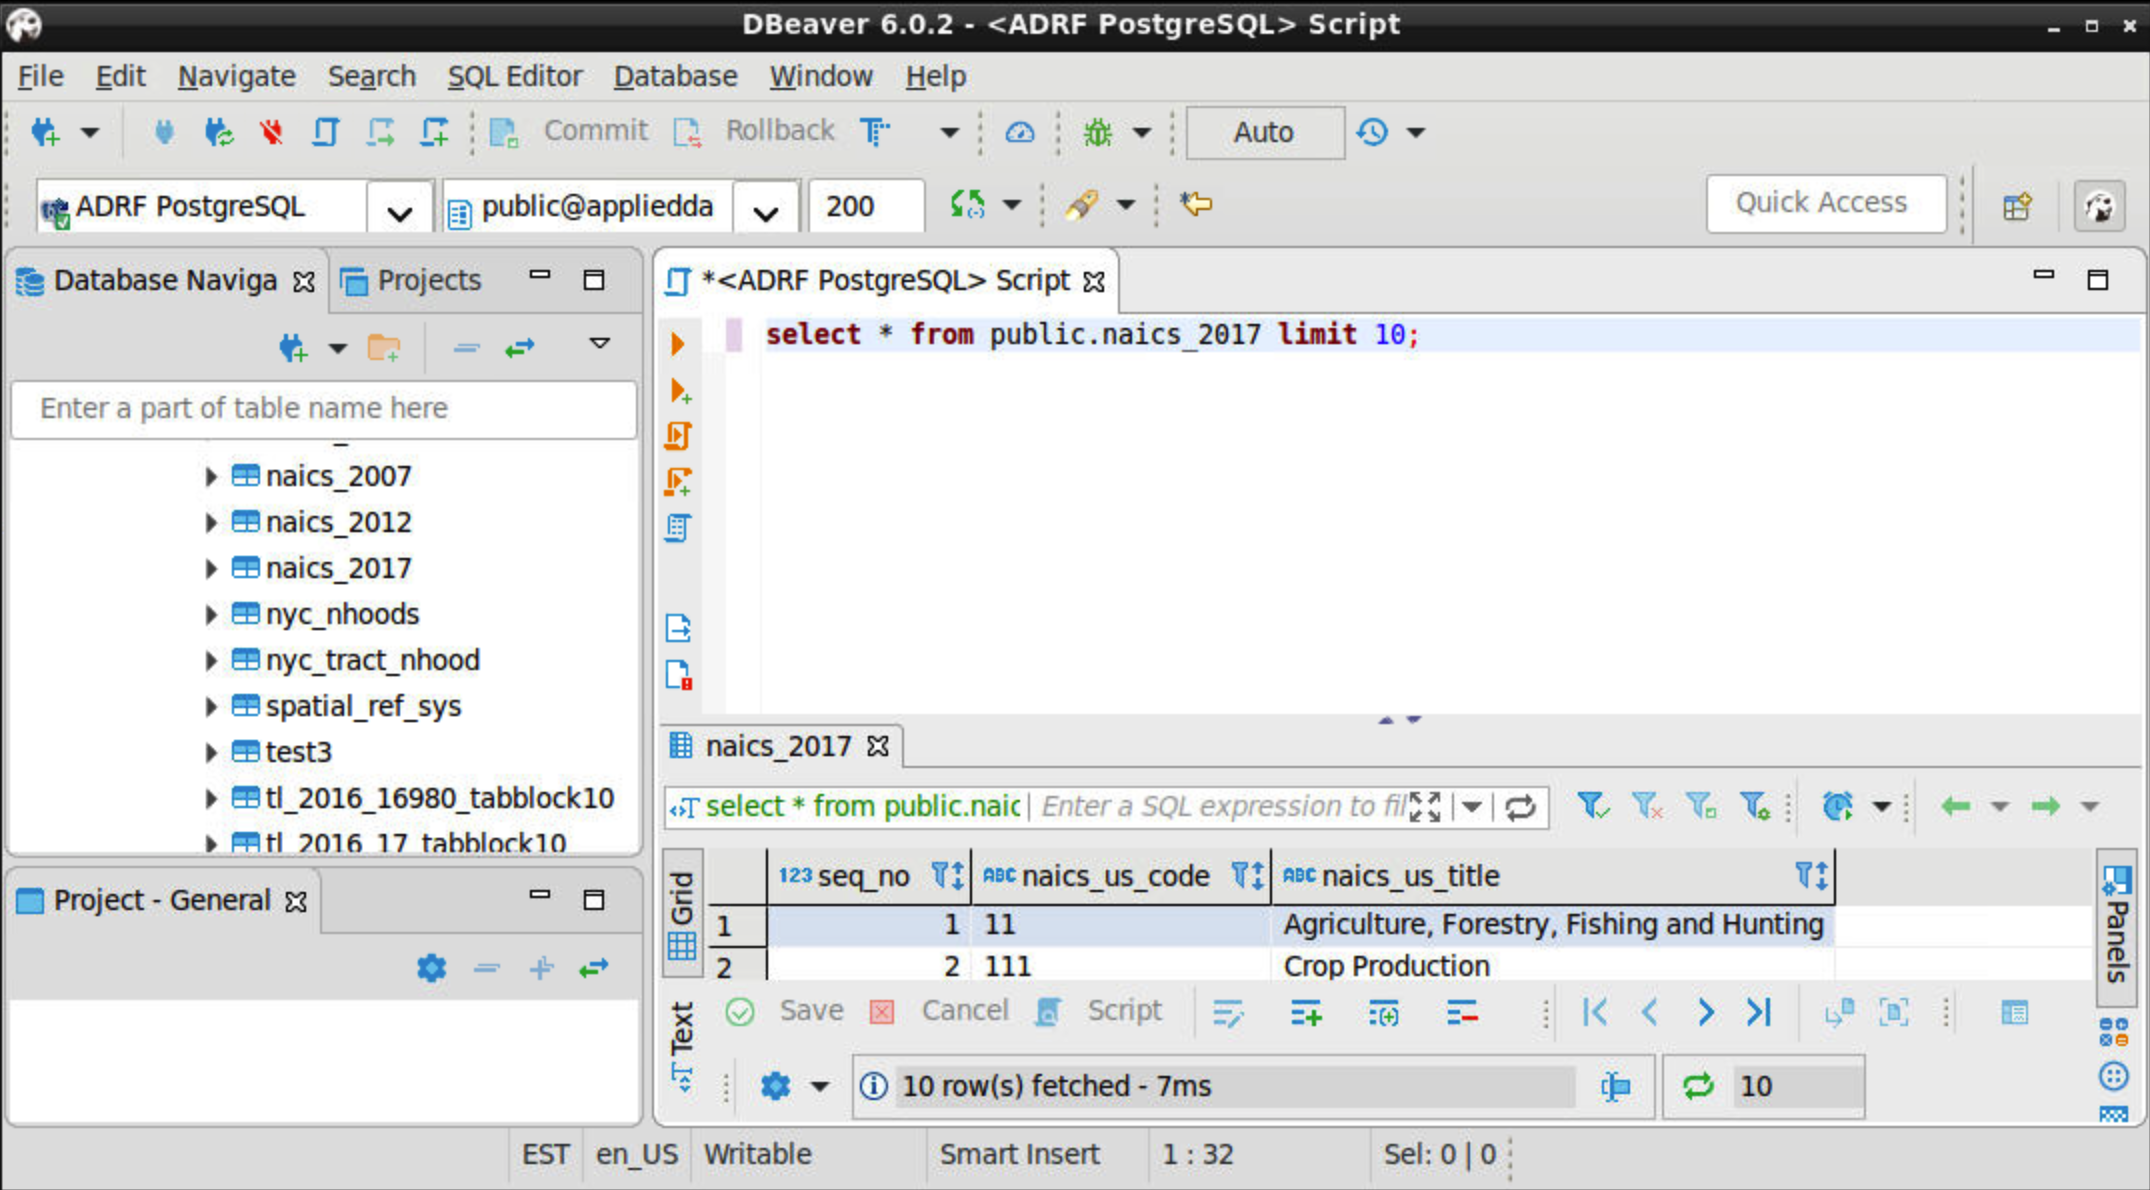 DBeaver 6.0.2 - <ADRF PostgreSQL> Script
File Edit Navigate Search SQL Editor Database Window Help
Commit Rollback Auto
ADRF PostgreSQL public@appliedda 200 Quick Access
Database Naviga Projects
Enter a part of table name here
naics_2007
naics_2012
naics_2017
nyc_nhoods
nyc_tract_nhood
spatial_ref_sys
test3
tl_2016_16980_tabblock10
tl_2016_17_tabblock10
Project - General
*<ADRF PostgreSQL> Script
select * from public.naics_2017 limit 10;
naics_2017
select * from public.naic Enter a SQL expression to fil
Grid
Text
123 seq_no ABC naics_us_code ABC naics_us_title
1 1 11 Agriculture, Forestry, Fishing and Hunting
2 2 111 Crop Production
Panels
Save Cancel Script
10 row(s) fetched - 7ms 10
EST en_US Writable Smart Insert 1 : 32 Sel: 0 | 0